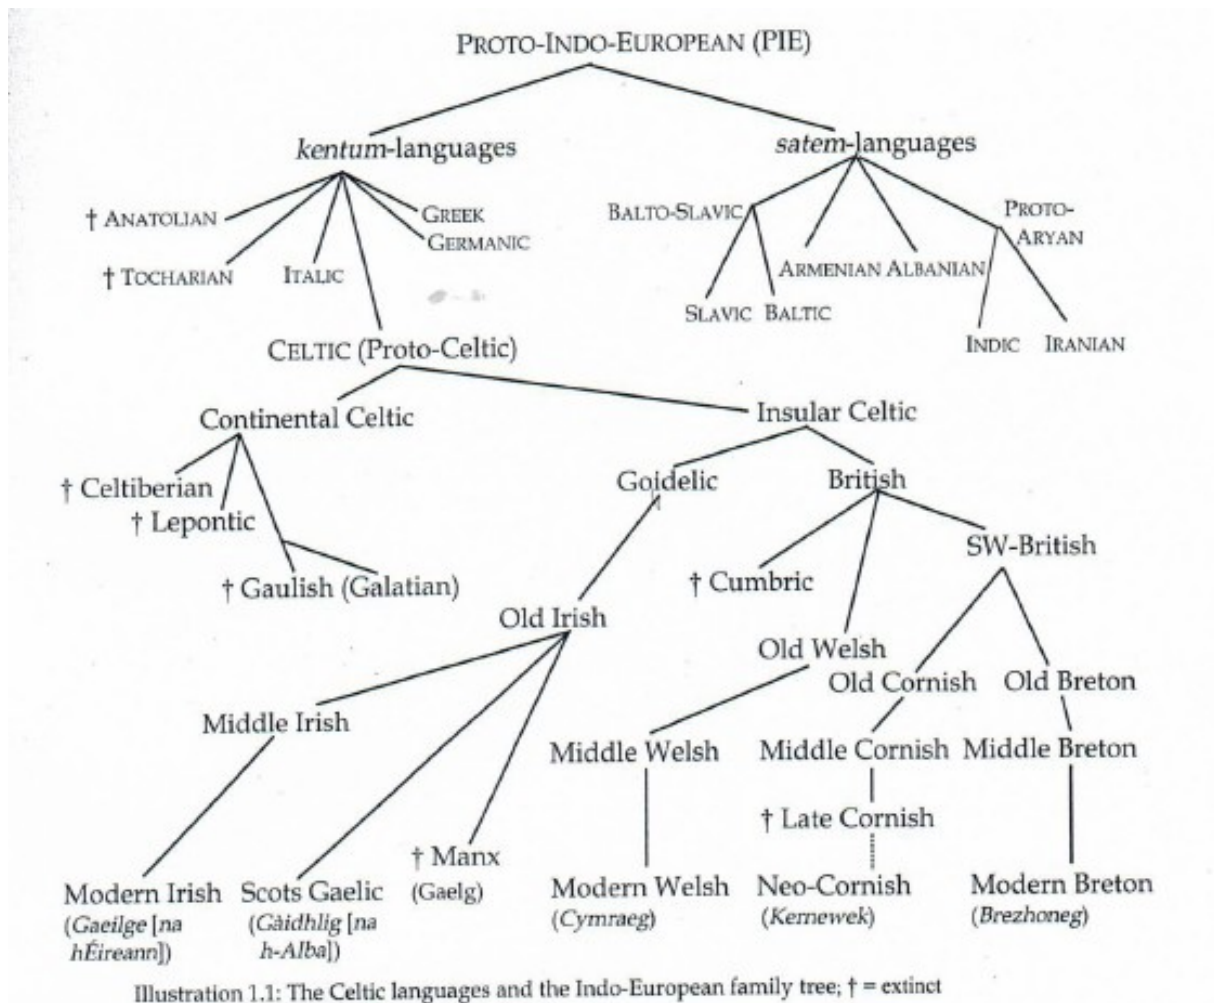 PROTO-INDO-EUROPEAN (PIE)
kentum-languages
satem-languages
† ANATOLIAN
GREEK
GERMANIC
† TOCHARIAN
ITALIC
BALTO-SLAVIC
PROTO-
ARYAN
ARMENIAN ALBANIAN
SLAVIC BALTIC
INDIC IRANIAN
CELTIC (Proto-Celtic)
Continental Celtic
Insular Celtic
† Celtiberian
† Lepontic
† Gaulish (Galatian)
Goidelic
British
SW-British
† Cumbric
Old Irish
Old Welsh
Old Cornish
Old Breton
Middle Irish
Middle Welsh
Middle Cornish
Middle Breton
† Late Cornish
† Manx
(Gaelg)
Modern Irish
(Gaeilge [na
hÉireann])
Scots Gaelic
(Gàidhlig [na
h-Alba])
Modern Welsh
(Cymraeg)
Neo-Cornish
(Kernewek)
Modern Breton
(Brezhoneg)
Illustration 1.1: The Celtic languages and the Indo-European family tree; † = extinct